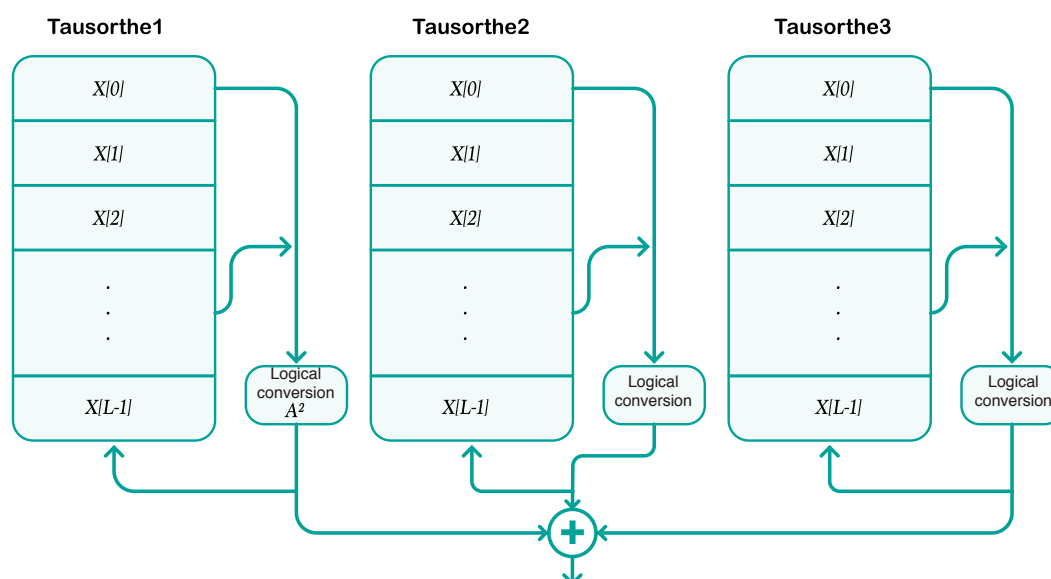 Tausorthe1
X[0]
X[1]
X[2]
.
.
.
X[L-1]
Logical
conversion
A²
Tausorthe2
X[0]
X[1]
X[2]
.
.
.
X[L-1]
Logical
conversion
Tausorthe3
X[0]
X[1]
X[2]
.
.
.
X[L-1]
Logical
conversion
+